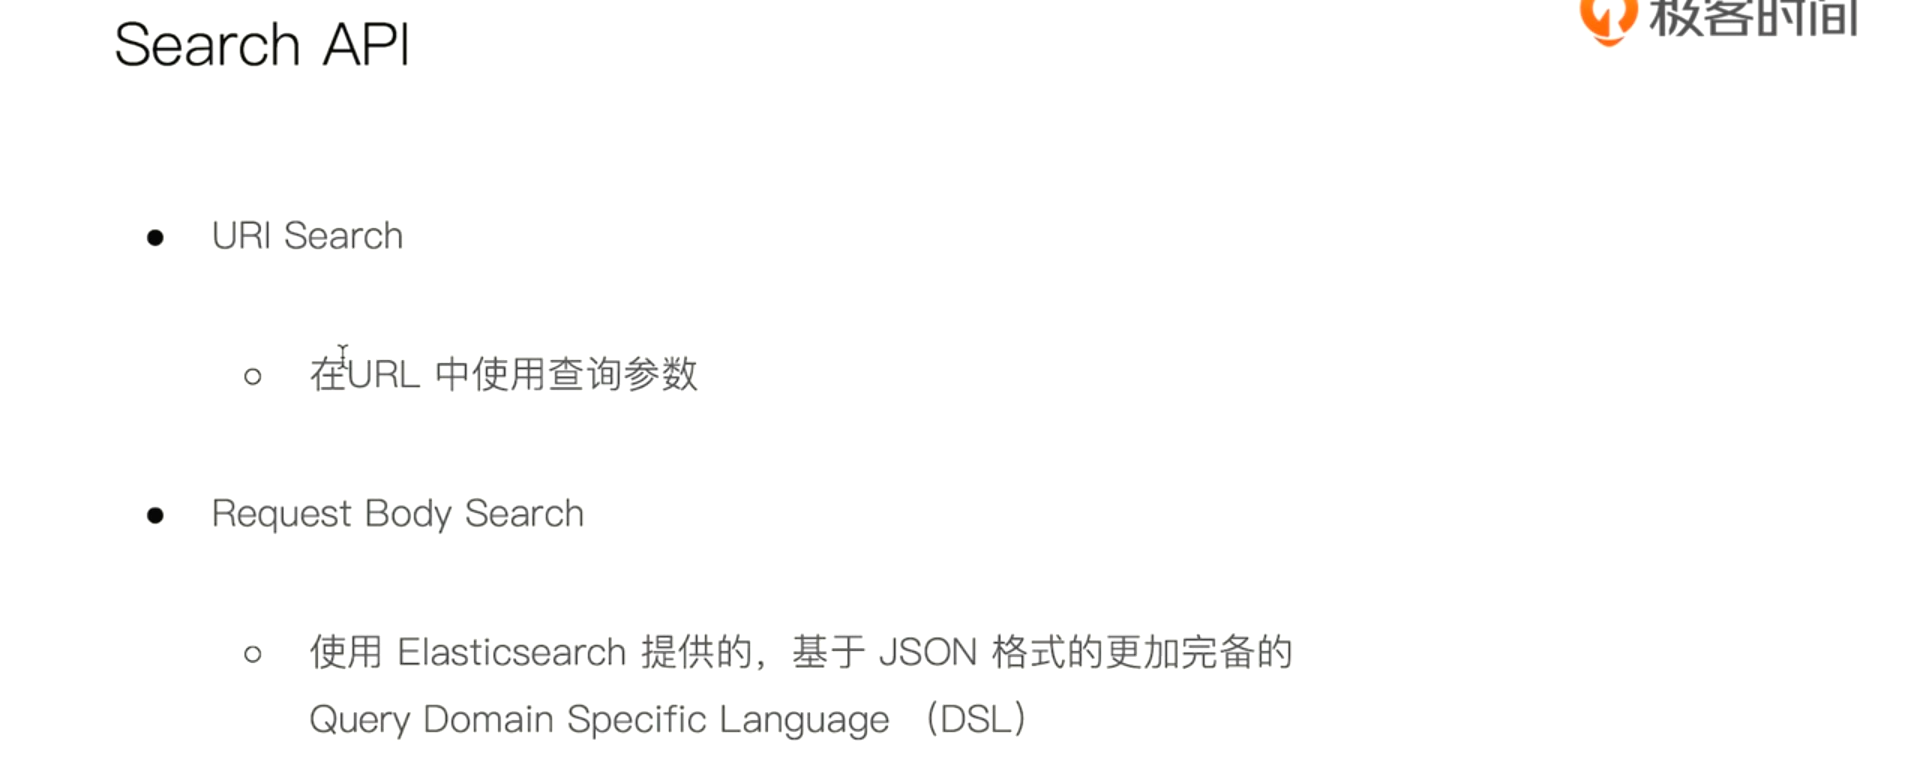 Search API
极客时间
URI Search
在URL 中使用查询参数
Request Body Search
使用 Elasticsearch 提供的，基于 JSON 格式的更加完备的
Query Domain Specific Language （DSL）